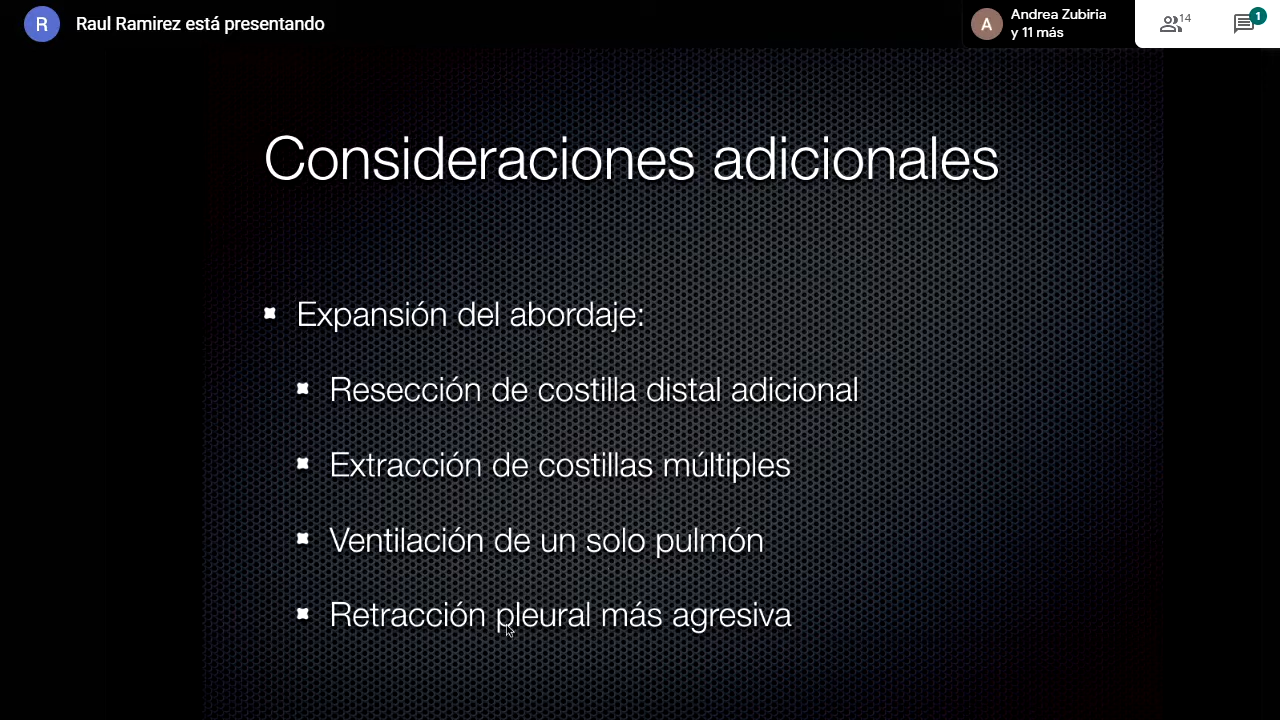 R
Raul Ramirez está presentando
A
Andrea Zubiria
y 11 más
14
1
Consideraciones adicionales
Expansión del abordaje:
Resección de costilla distal adicional
Extracción de costillas múltiples
Ventilación de un solo pulmón
Retracción pleural más agresiva